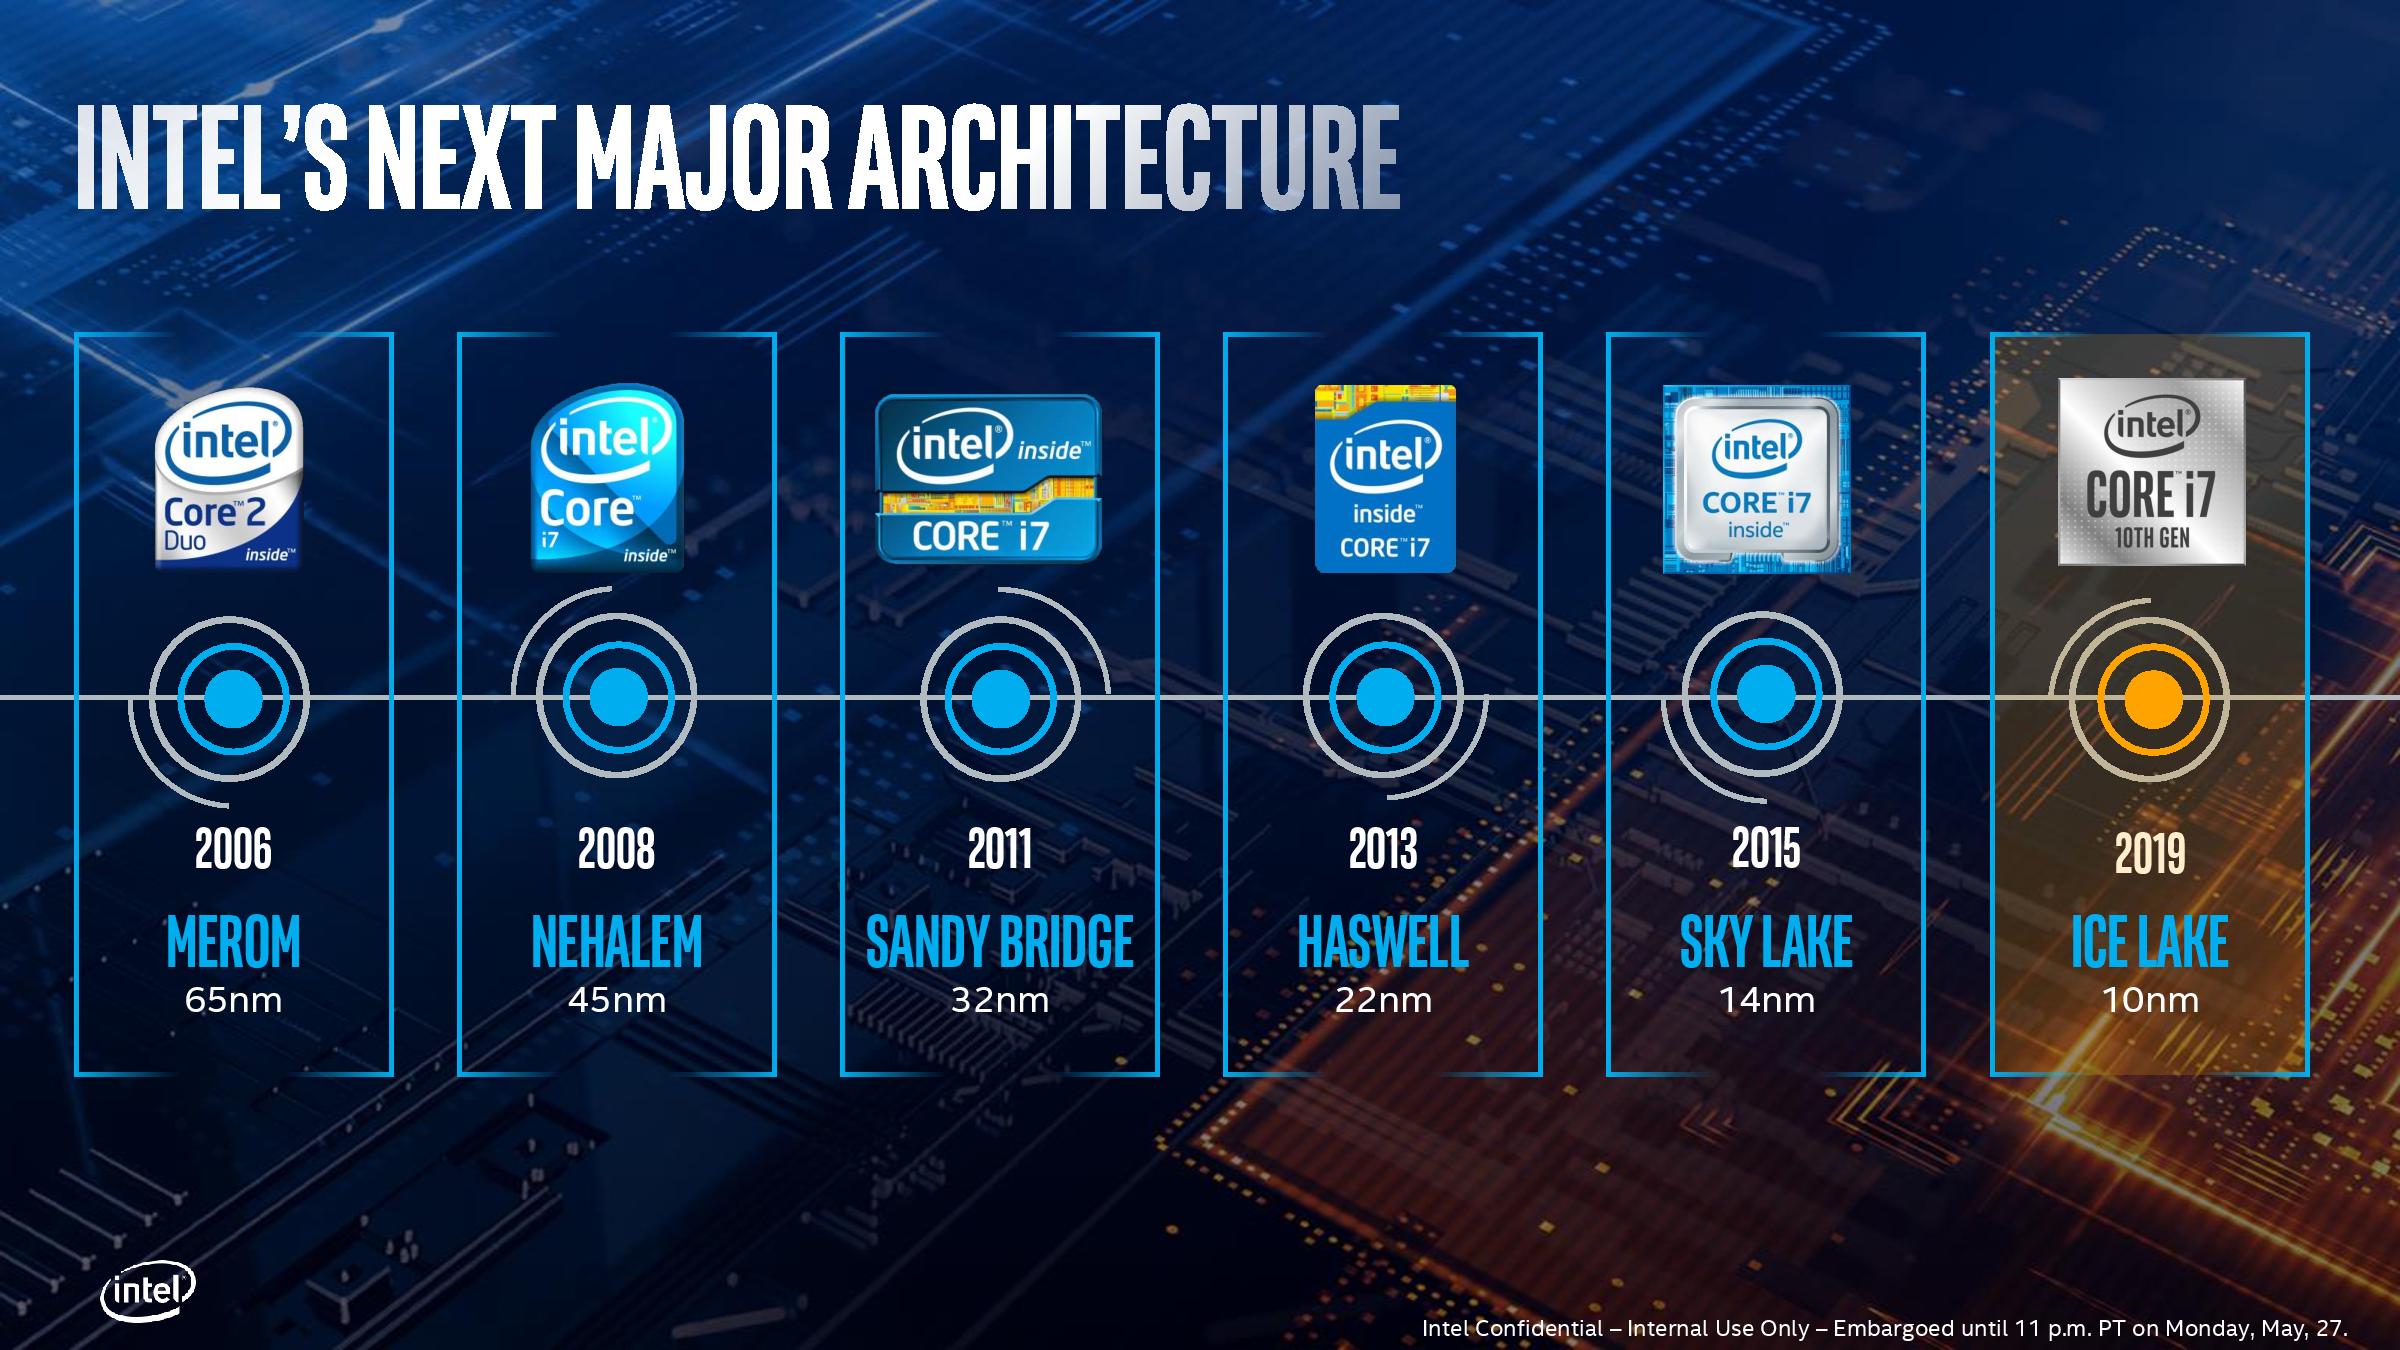 INTEL'S NEXT MAJOR ARCHITECTURE
intel®
Core™2
Duo
inside™
2006
MEROM
65nm
intel®
Core™
i7
inside™
2008
NEHALEM
45nm
intel® inside™
CORE™ i7
2011
SANDY BRIDGE
32nm
intel®
inside™
CORE™ i7
2013
HASWELL
22nm
intel®
CORE™ i7
inside™
2015
SKY LAKE
14nm
intel®
CORE™ i7
10TH GEN
2019
ICE LAKE
10nm
intel
Intel Confidential – Internal Use Only – Embargoed until 11 p.m. PT on Monday, May, 27.